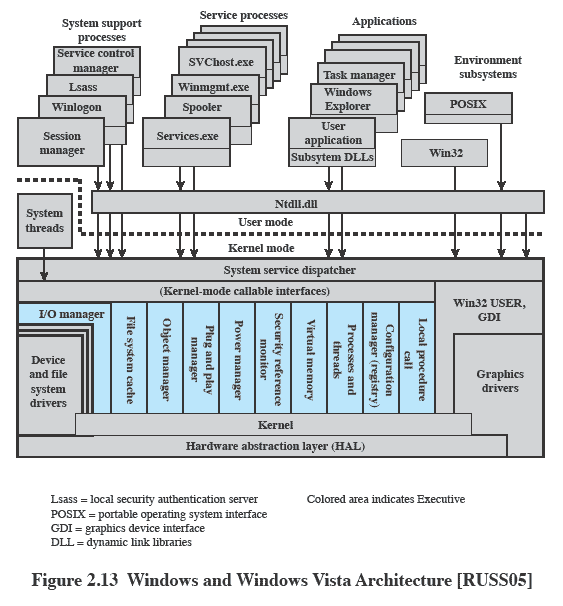 System support
processes
Service processes
Applications
Environment
subsystems
Service control
manager
Lsass
Winlogon
Session
manager
SVChost.exe
Winmgmt.exe
Spooler
Services.exe
Task manager
Windows
Explorer
User
application
Subsytem DLLs
POSIX
Win32
System
threads
Ntdll.dll
User mode
Kernel mode
System service dispatcher
(Kernel-mode callable interfaces)
Win32 USER,
GDI
I/O manager
Device
and file
system
drivers
File system cache
Object manager
Plug and play
manager
Power manager
Security reference
monitor
Virtual memory
Processes and
threads
Configuration
manager (registry)
Local procedure
call
Graphics
drivers
Kernel
Hardware abstraction layer (HAL)
Lsass = local security authentication server
POSIX = portable operating system interface
GDI = graphics device interface
DLL = dynamic link libraries
Colored area indicates Executive
Figure 2.13 Windows and Windows Vista Architecture [RUSS05]